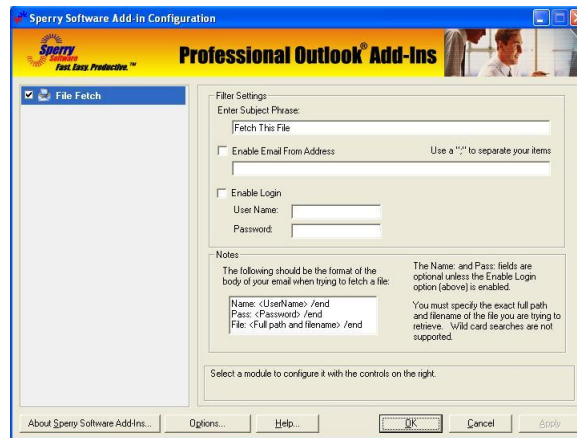 Sperry Software Add-in Configuration
Sperry
Software
Fast. Easy. Productive. ™
Professional Outlook® Add-Ins
File Fetch
Filter Settings
Enter Subject Phrase:
Fetch This File
Enable Email From Address
Use a ";" to separate your items
Enable Login
User Name:
Password:
Notes
The following should be the format of the
body of your email when trying to fetch a file:
Name: <UserName> /end
Pass: <Password> /end
File: <Full path and filename> /end
The Name: and Pass: fields are
optional unless the Enable Login
option (above) is enabled.
You must specify the exact full path
and filename of the file you are trying to
retrieve. Wild card searches are not
supported.
Select a module to configure it with the controls on the right.
About Sperry Software Add-Ins...
Options...
Help...
OK
Cancel
Apply